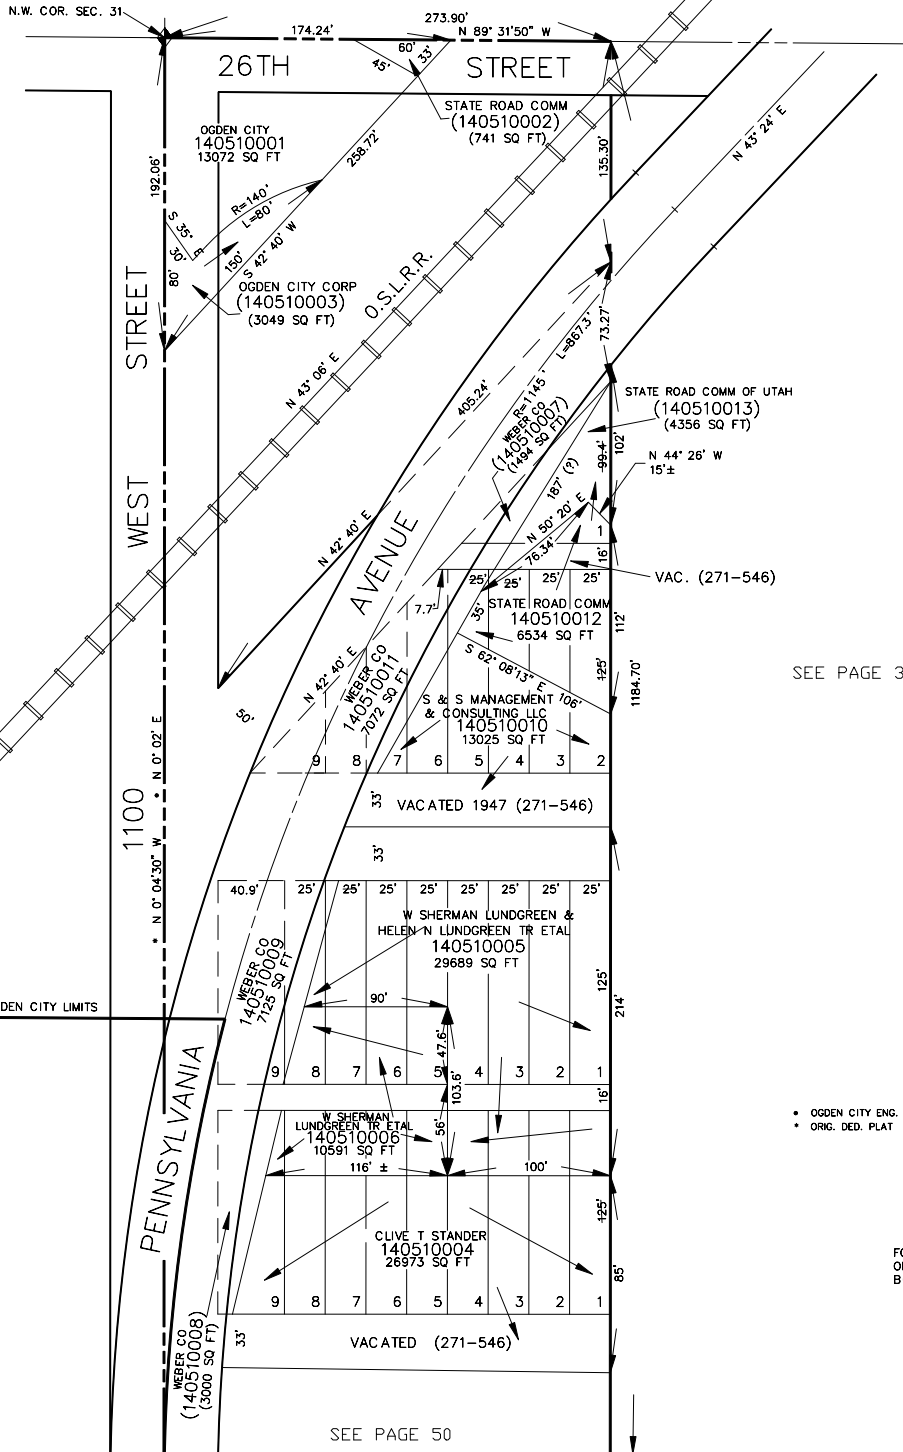 N.W. COR. SEC. 31
174.24'
273.90'
N 89° 31'50" W
60'
33'
45'
26TH STREET
STATE ROAD COMM
(140510002)
(741 SQ FT)
OGDEN CITY
140510001
13072 SQ FT
258.72'
135.30'
N 43° 24' E
192.06'
R=140'
L=80'
S 35° E
30'
80'
150'
S 42° 40' W
OGDEN CITY CORP
(140510003)
(3049 SQ FT)
O.S.L.R.R.
N 43° 06' E
L=867.3'
73.27'
405.24'
R=1145'
WEBER CO
(140510007)
(1494 SQ FT)
STATE ROAD COMM OF UTAH
(140510013)
(4356 SQ FT)
102'
99.4'
N 44° 26' W
15'±
187' (?)
N 50° 20' E
76.34'
1
16'
N 42° 40' E
AVENUE
25'
25'
25'
25'
VAC. (271-546)
7.7'
35'
STATE ROAD COMM
140510012
6534 SQ FT
112'
S 62° 08'13" E
106'
125'
1184.70'
SEE PAGE 3
N 42° 40' E
WEBER CO
140510011
7072 SQ FT
50'
S & S MANAGEMENT
& CONSULTING LLC
140510010
13025 SQ FT
9 8 7 6 5 4 3 2
1100 WEST STREET
• N 0° 02' E
* N 0° 04'30" W
33'
VACATED 1947 (271-546)
33'
40.9'
25'
25'
25'
25'
25'
25'
25'
W SHERMAN LUNDGREEN &
HELEN N LUNDGREEN TR ETAL
140510005
29689 SQ FT
WEBER CO
140510009
7125 SQ FT
125'
214'
90'
47.6'
DEN CITY LIMITS
9 8 7 6 5 4 3 2 1
103.6'
16'
56'
W SHERMAN
LUNDGREEN TR ETAL
140510006
10591 SQ FT
116' ±
100'
• OGDEN CITY ENG.
* ORIG. DED. PLAT
PENNSYLVANIA
125'
CLIVE T STANDER
140510004
26973 SQ FT
85'
FO
OF
B
9 8 7 6 5 4 3 2 1
WEBER CO
(140510008)
(3000 SQ FT)
33'
VACATED (271-546)
SEE PAGE 50